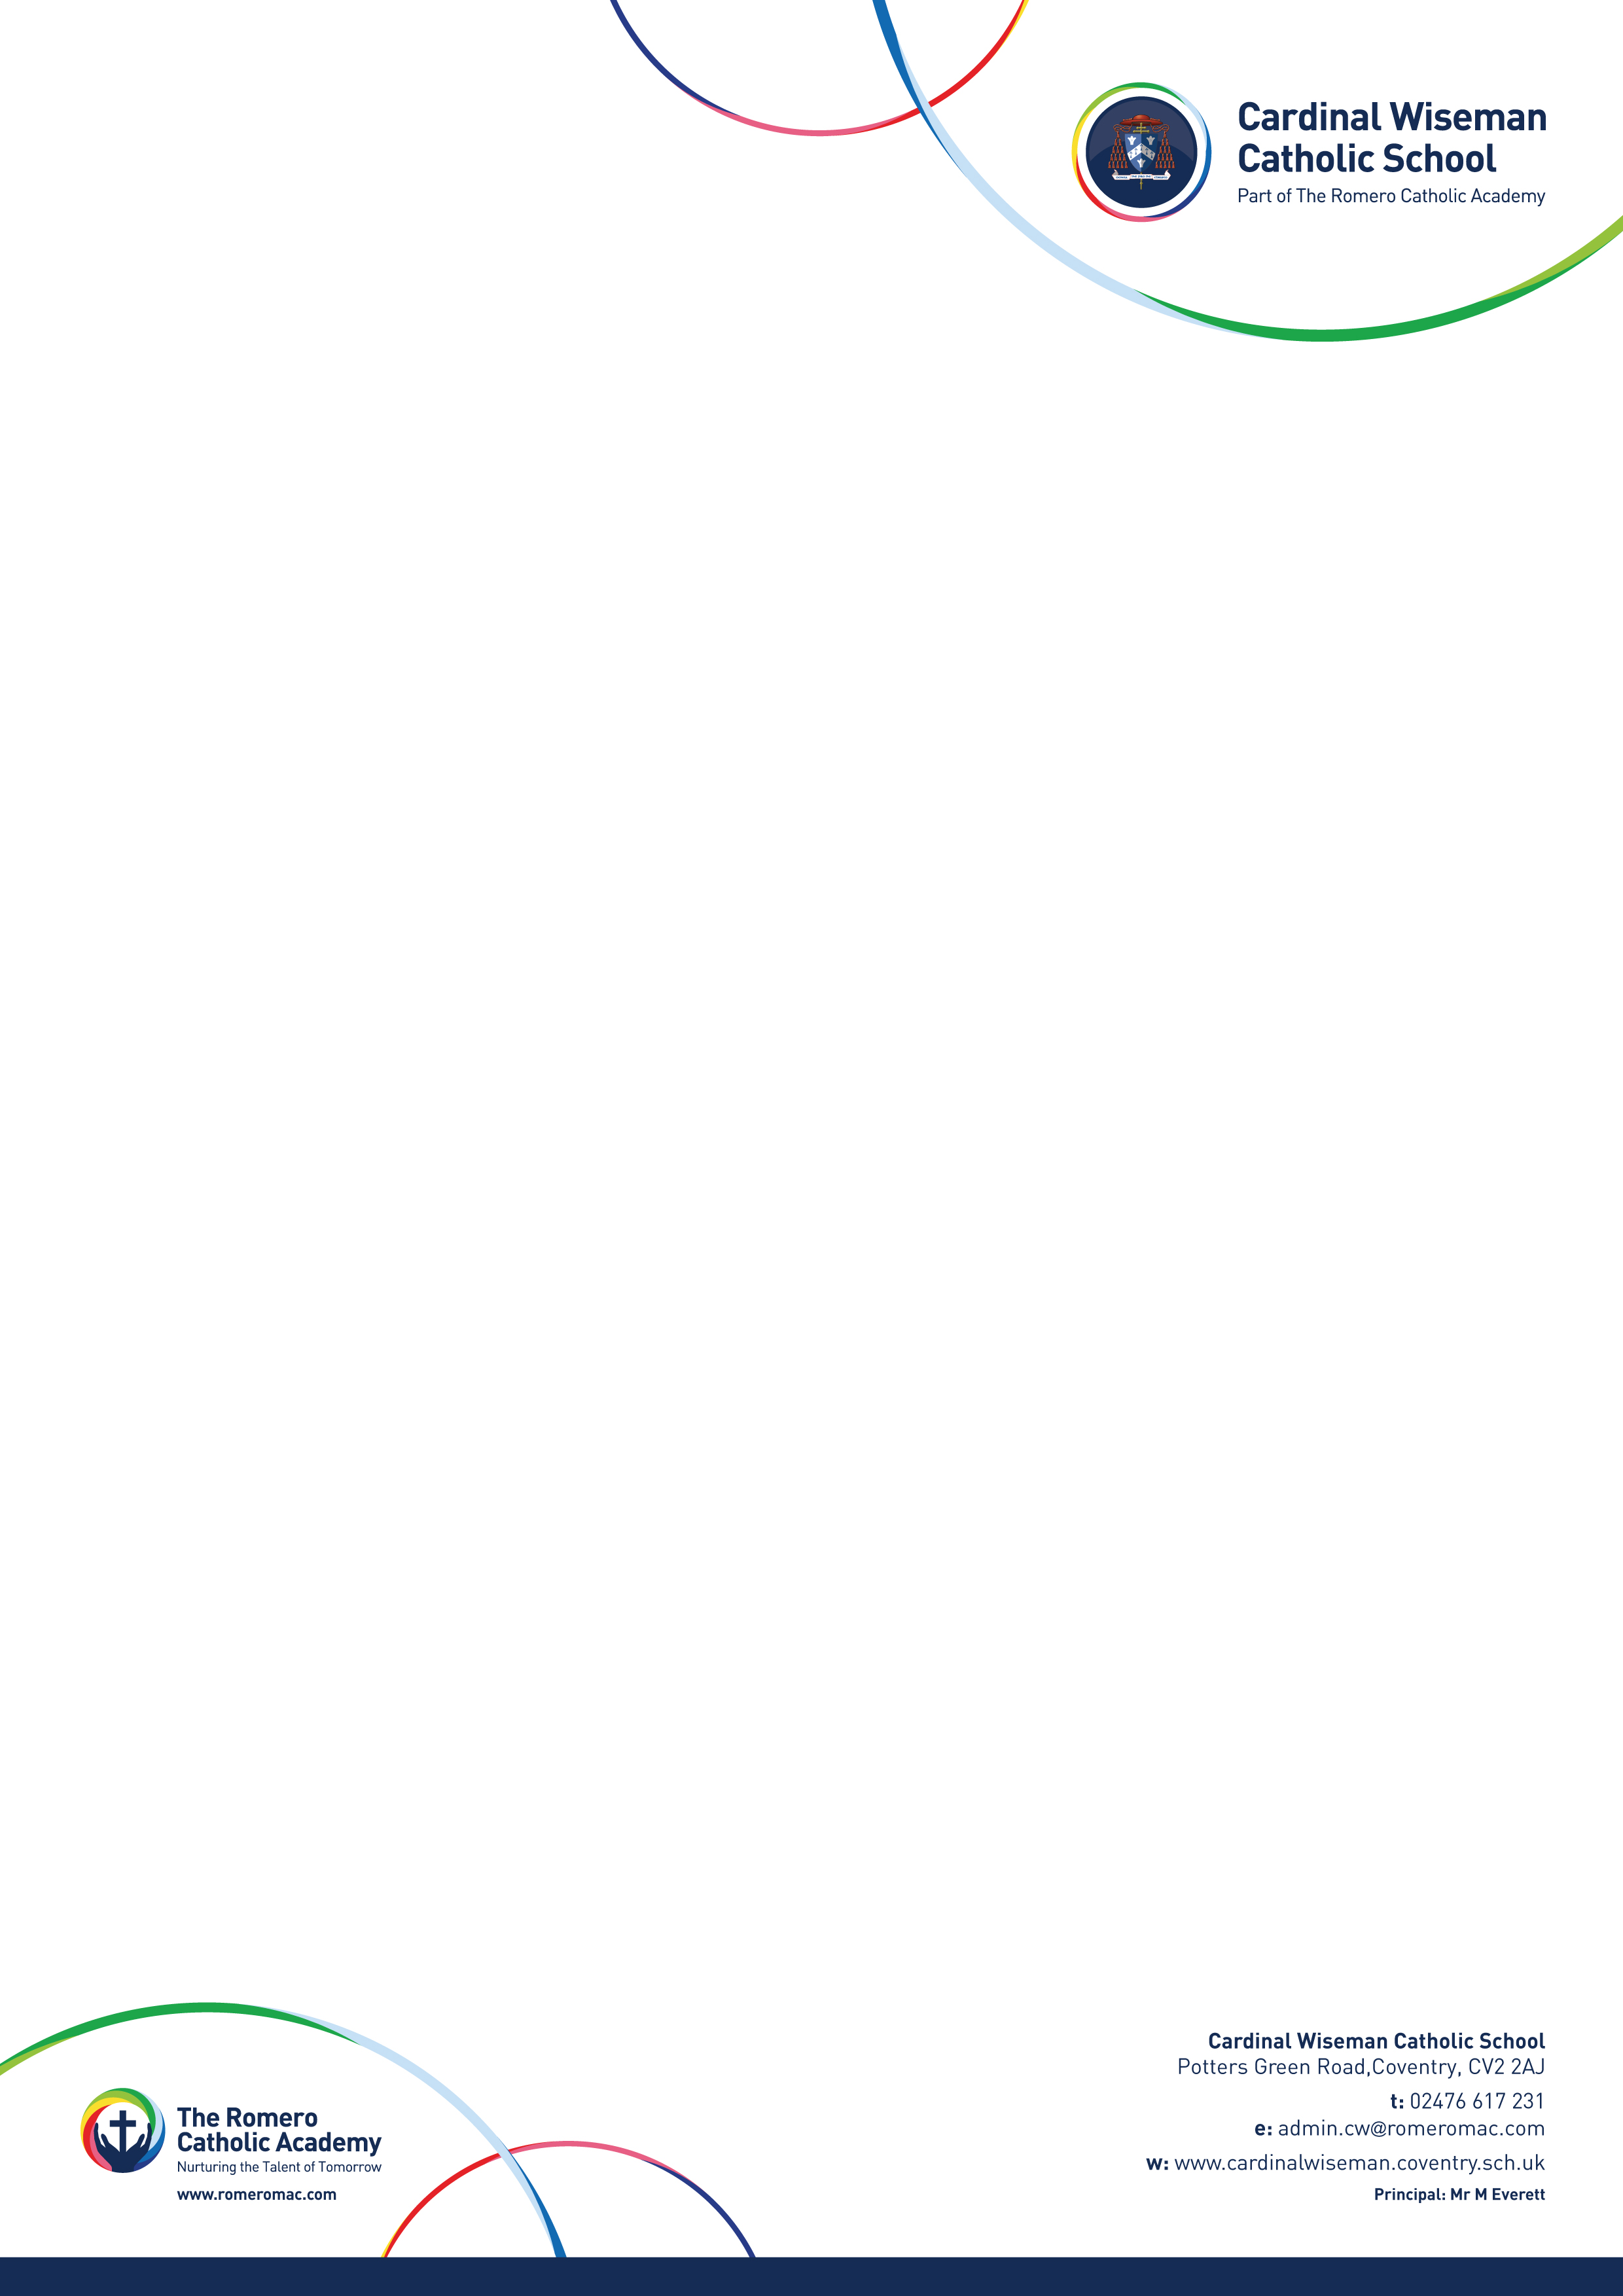 Cardinal Wiseman
Catholic School
Part of The Romero Catholic Academy
Cardinal Wiseman Catholic School
Potters Green Road,Coventry, CV2 2AJ
t: 02476 617 231
e: admin.cw@romeromac.com
w: www.cardinalwiseman.coventry.sch.uk
Principal: Mr M Everett
The Romero
Catholic Academy
Nurturing the Talent of Tomorrow
www.romeromac.com